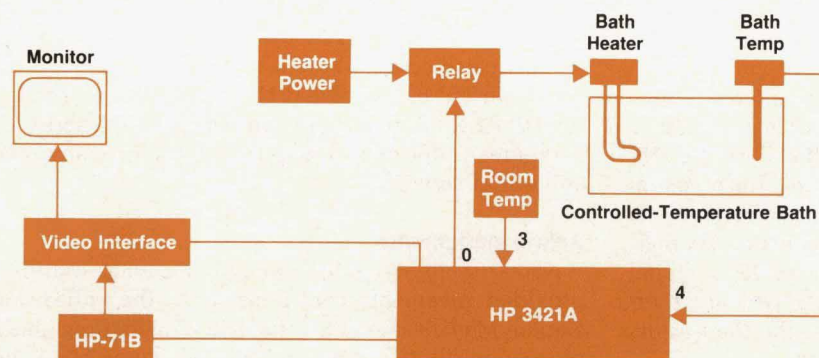 Monitor
Heater
Power
Relay
Bath
Heater
Bath
Temp
Room
Temp
Controlled-Temperature Bath
Video Interface
0
3
HP 3421A
4
HP-71B